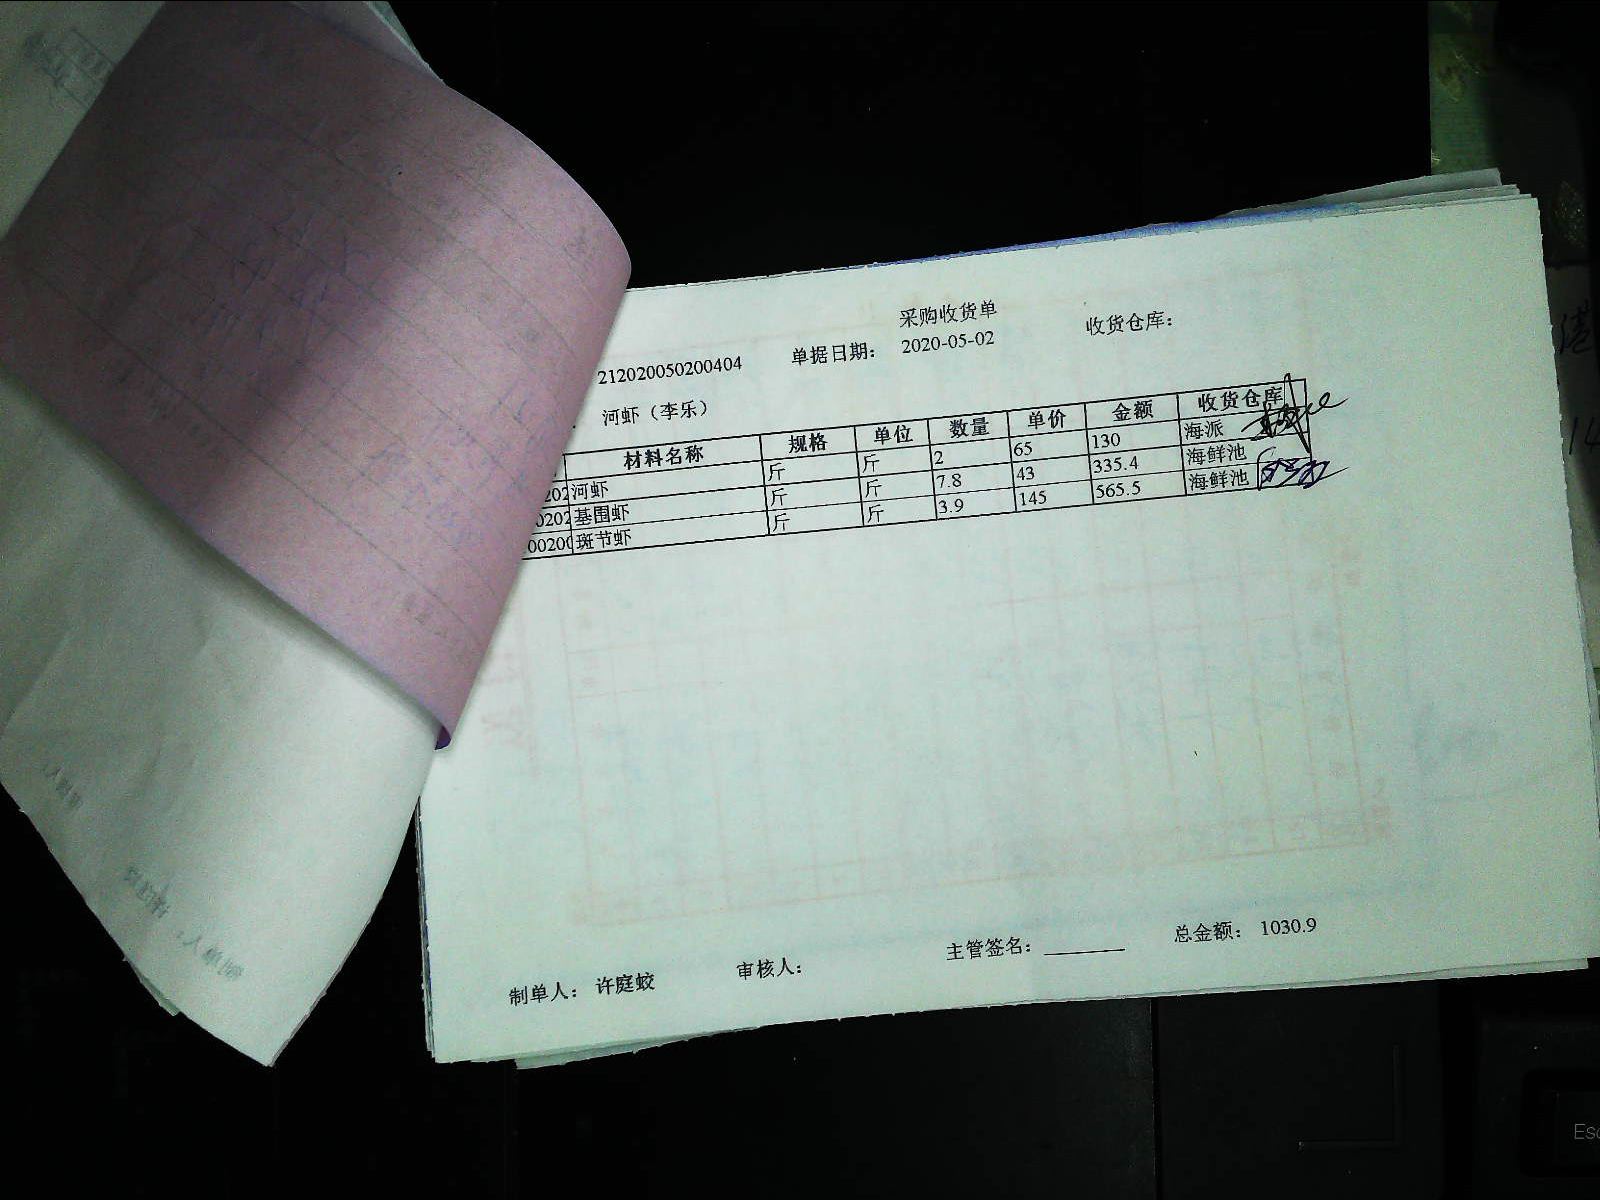 采购收货单
212020050200404 单据日期： 2020-05-02 收货仓库：
河虾（李乐）
材料名称 规格 单位 数量 单价 金额 收货仓库
202 河虾 斤 斤 2 65 130 海派
0202 基围虾 斤 斤 7.8 43 335.4 海鲜池
00200 斑节虾 斤 斤 3.9 145 565.5 海鲜池
制单人： 许庭蛟 审核人： 主管签名： 总金额： 1030.9
Esc